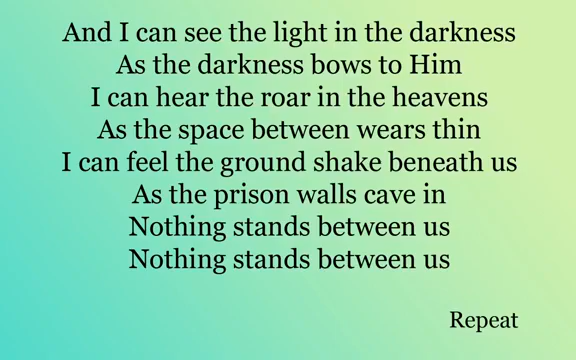 And I can see the light in the darkness
As the darkness bows to Him
I can hear the roar in the heavens
As the space between wears thin
I can feel the ground shake beneath us
As the prison walls cave in
Nothing stands between us
Nothing stands between us
Repeat